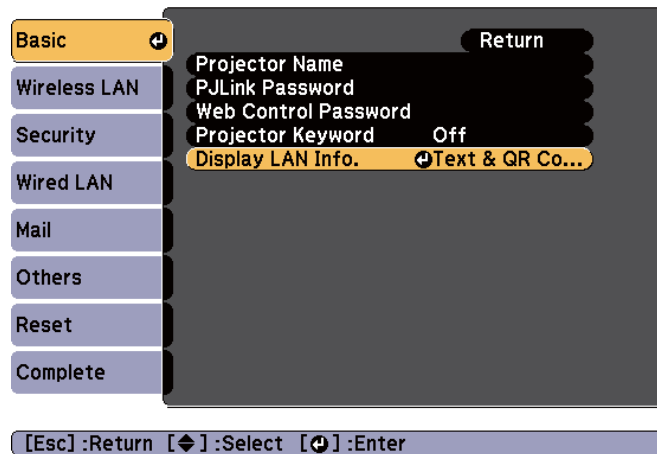 Basic
Wireless LAN
Security
Wired LAN
Mail
Others
Reset
Complete
Return
Projector Name
PJLink Password
Web Control Password
Projector Keyword Off
Display LAN Info. Text & QR Co...
[Esc] :Return [◆] :Select [↵] :Enter